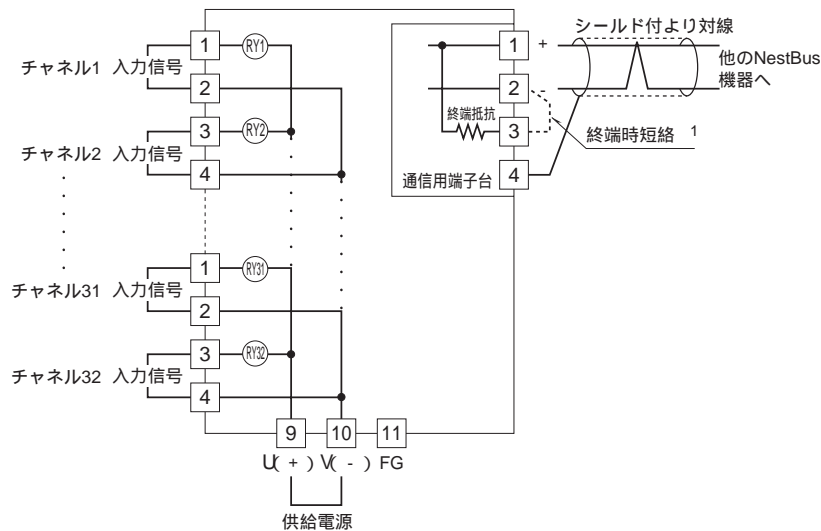 シールド付より対線
1
RY1
チャネル1 入力信号
2
1
+
他のNestBus
機器へ
2
-
3
RY2
チャネル2 入力信号
4
終端抵抗
3
終端時短絡 1
通信用端子台
4
1
RY31
チャネル31 入力信号
2
3
RY32
チャネル32 入力信号
4
9
10
11
U( + ) V( - ) FG
供給電源